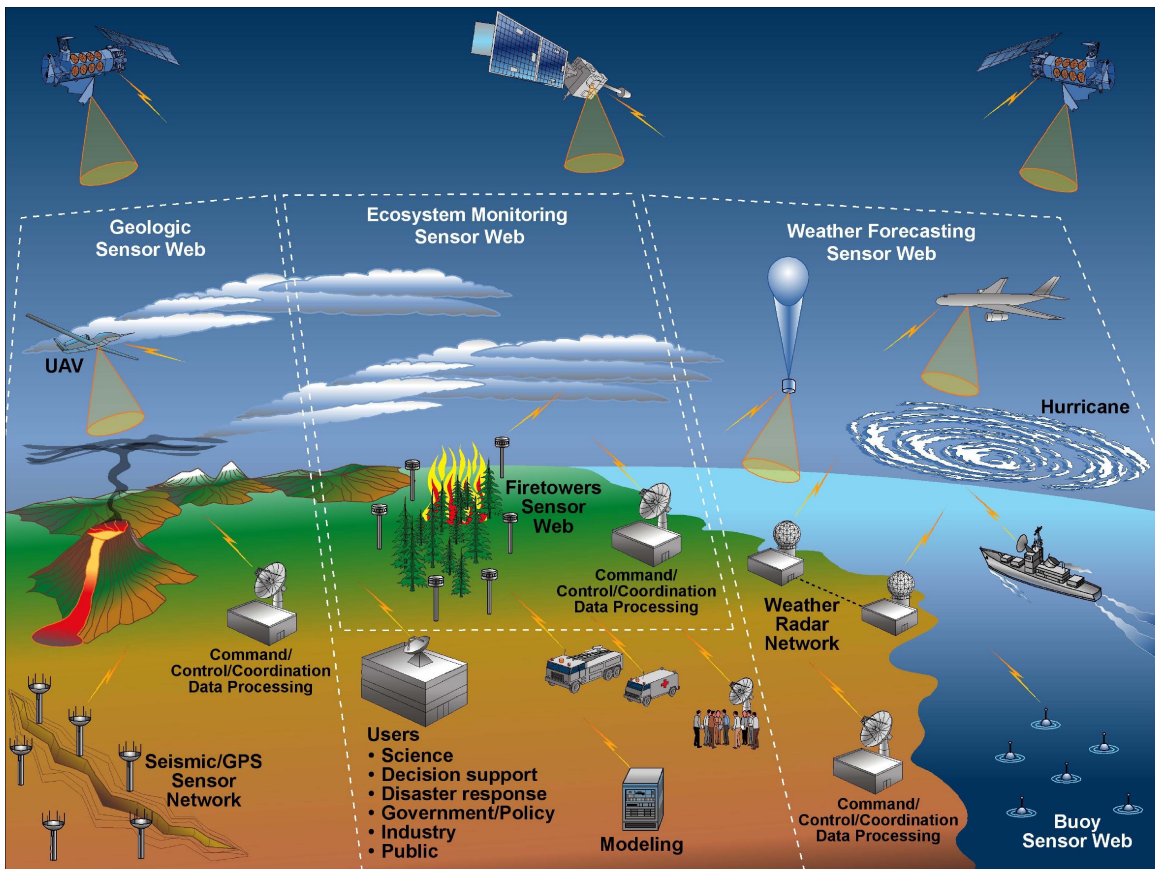 Geologic
Sensor Web
Ecosystem Monitoring
Sensor Web
Weather Forecasting
Sensor Web
UAV
Hurricane
Firetowers
Sensor
Web
Command/
Control/Coordination
Data Processing
Weather
Radar
Network
Command/
Control/Coordination
Data Processing
Seismic/GPS
Sensor
Network
Users
• Science
• Decision support
• Disaster response
• Government/Policy
• Industry
• Public
Modeling
Command/
Control/Coordination
Data Processing
Buoy
Sensor Web